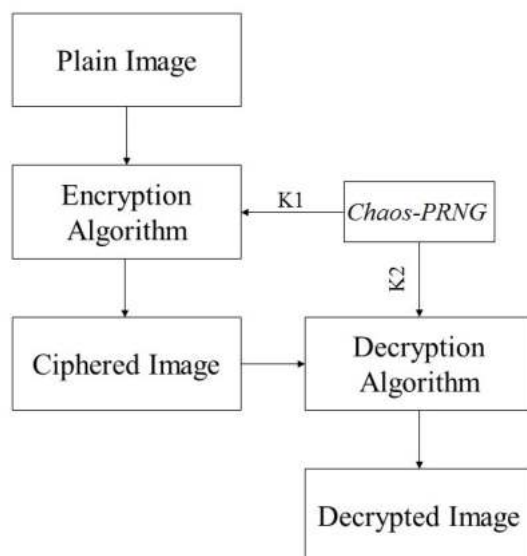 Plain Image
Encryption
Algorithm
K1
Chaos-PRNG
K2
Ciphered Image
Decryption
Algorithm
Decrypted Image